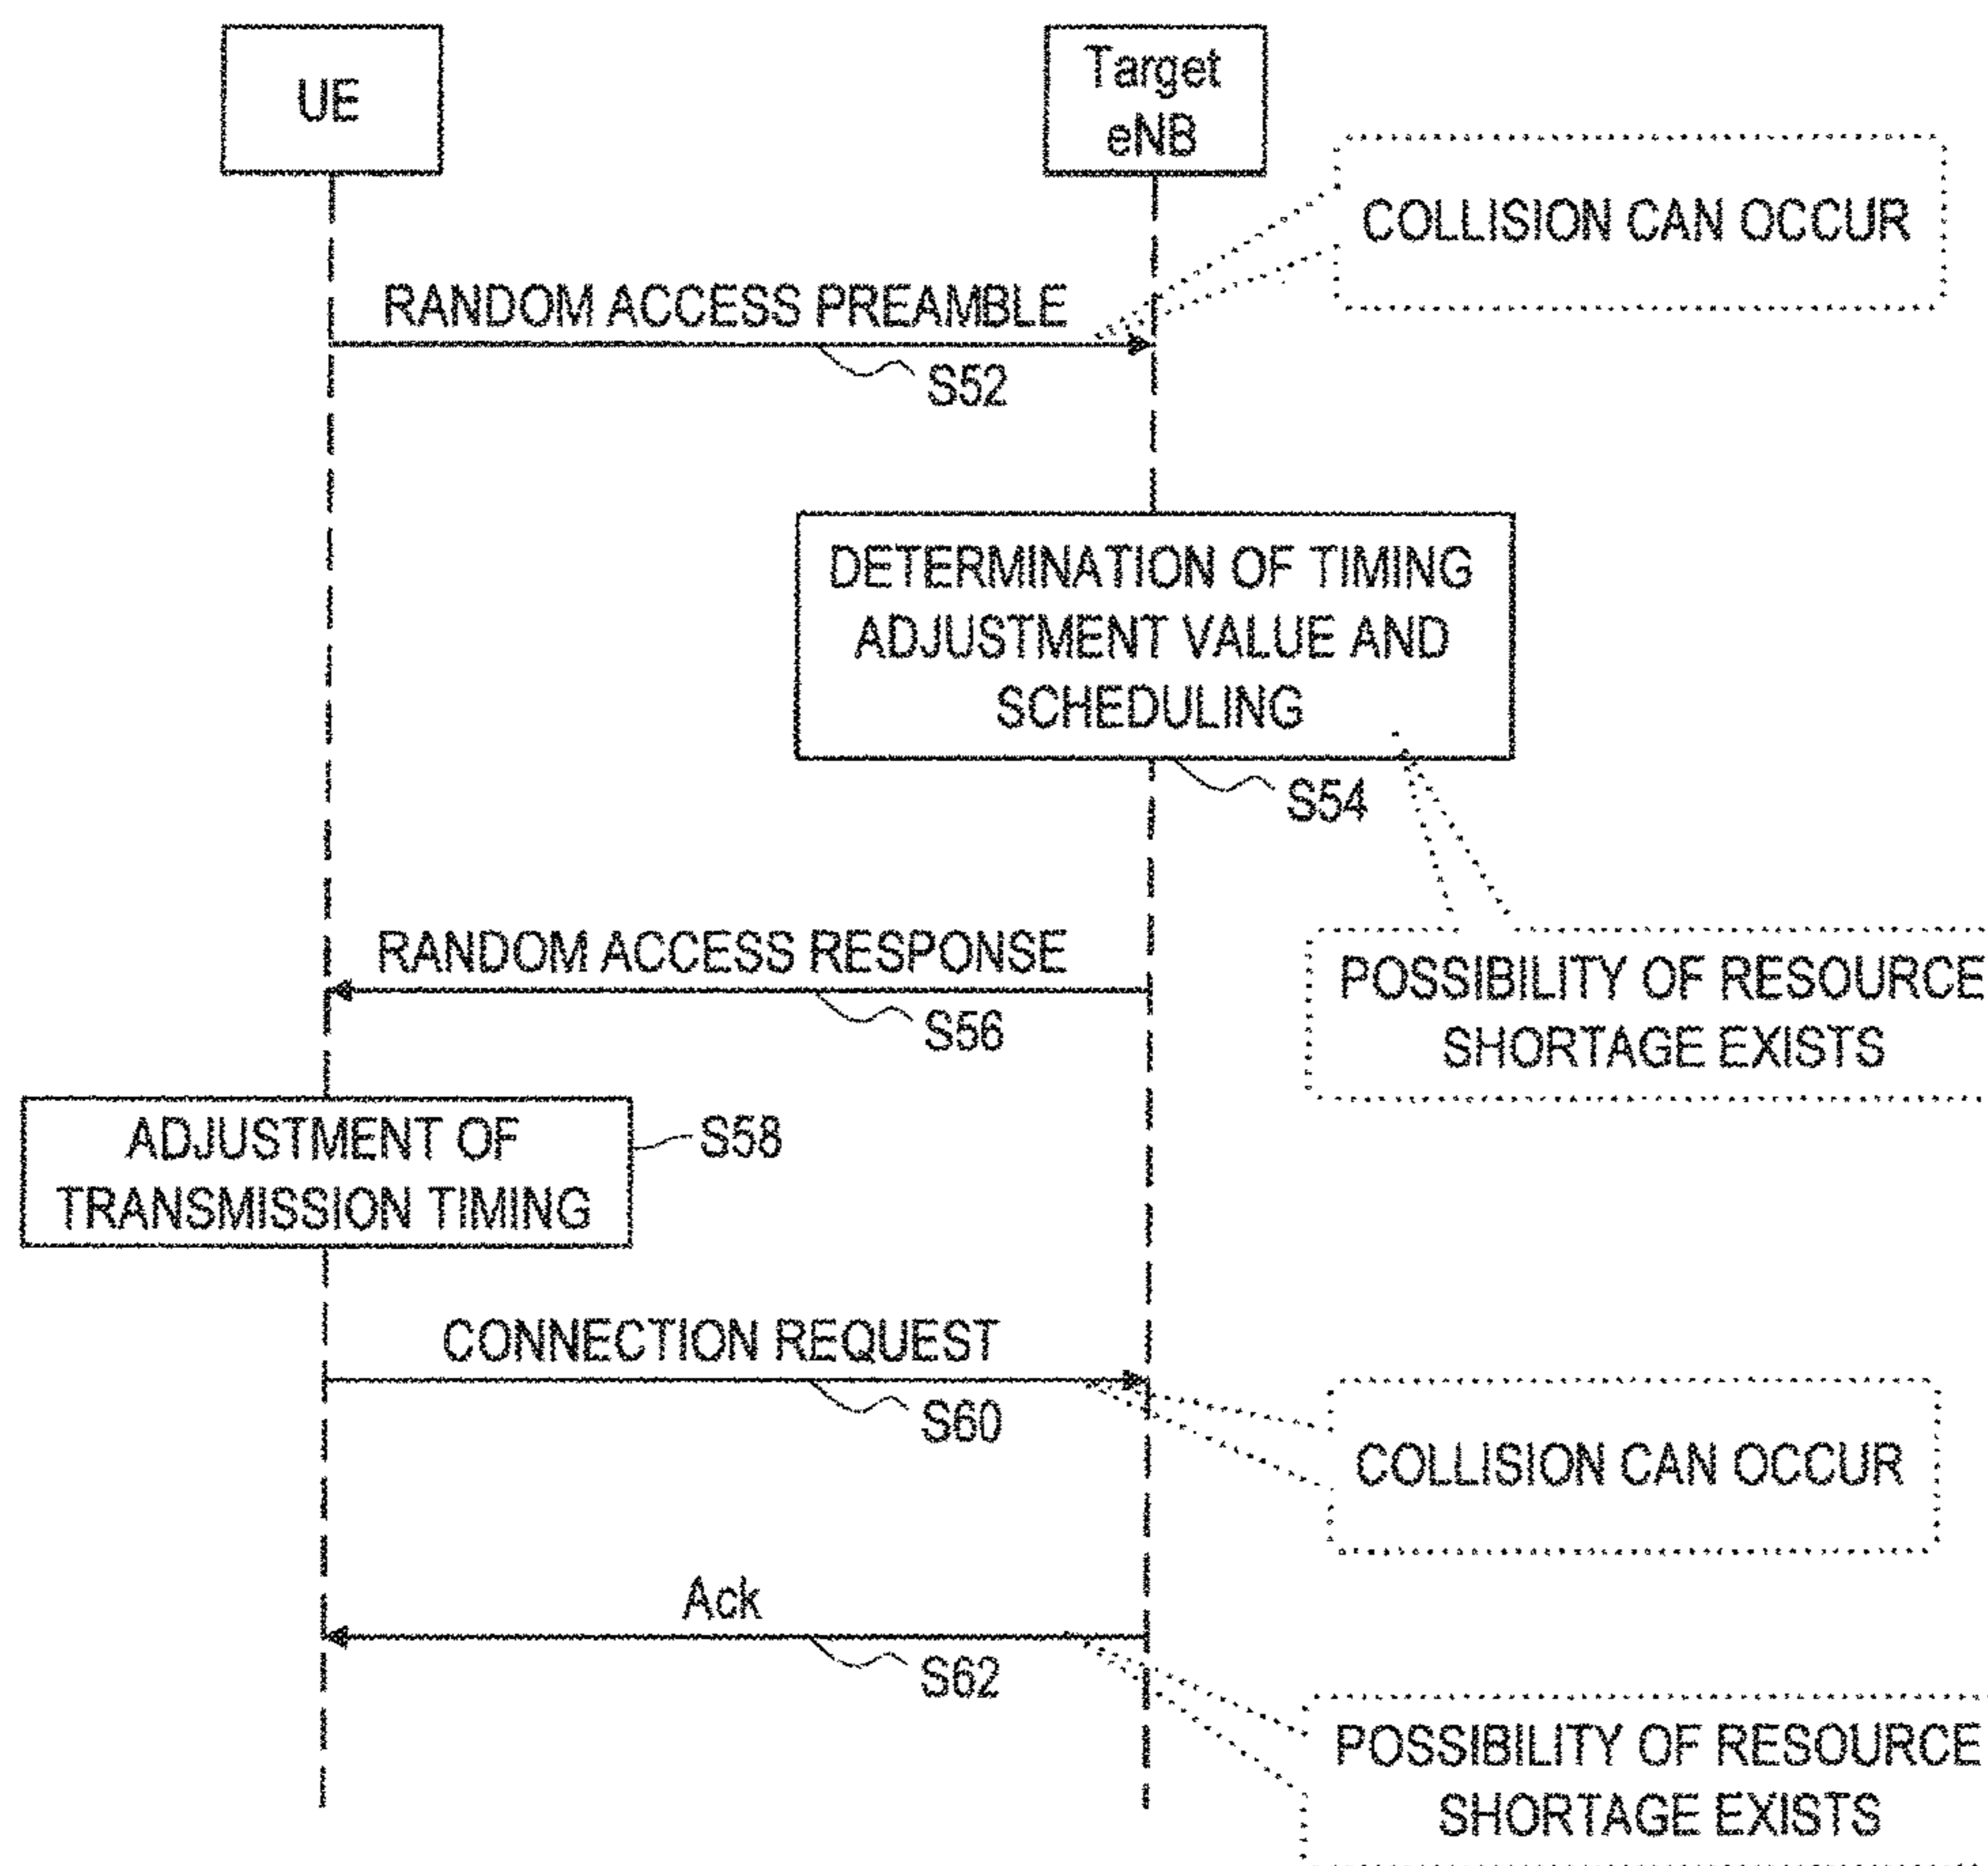 UE
Target
eNB
COLLISION CAN OCCUR
RANDOM ACCESS PREAMBLE
S52
DETERMINATION OF TIMING
ADJUSTMENT VALUE AND
SCHEDULING
S54
RANDOM ACCESS RESPONSE
S56
POSSIBILITY OF RESOURCE
SHORTAGE EXISTS
ADJUSTMENT OF
TRANSMISSION TIMING
S58
CONNECTION REQUEST
S60
COLLISION CAN OCCUR
Ack
S62
POSSIBILITY OF RESOURCE
SHORTAGE EXISTS